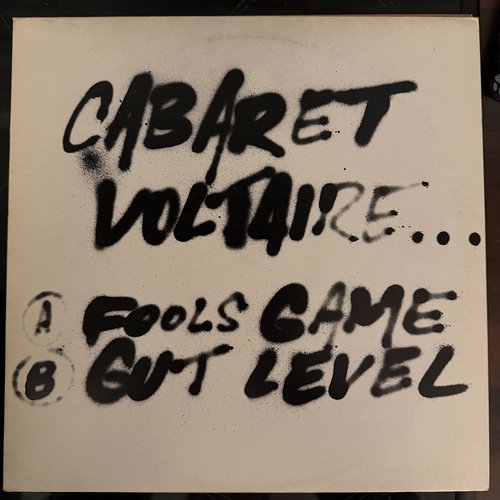 CABARET
VOLTAIRE...
A FOOLS GAME
B GUT LEVEL